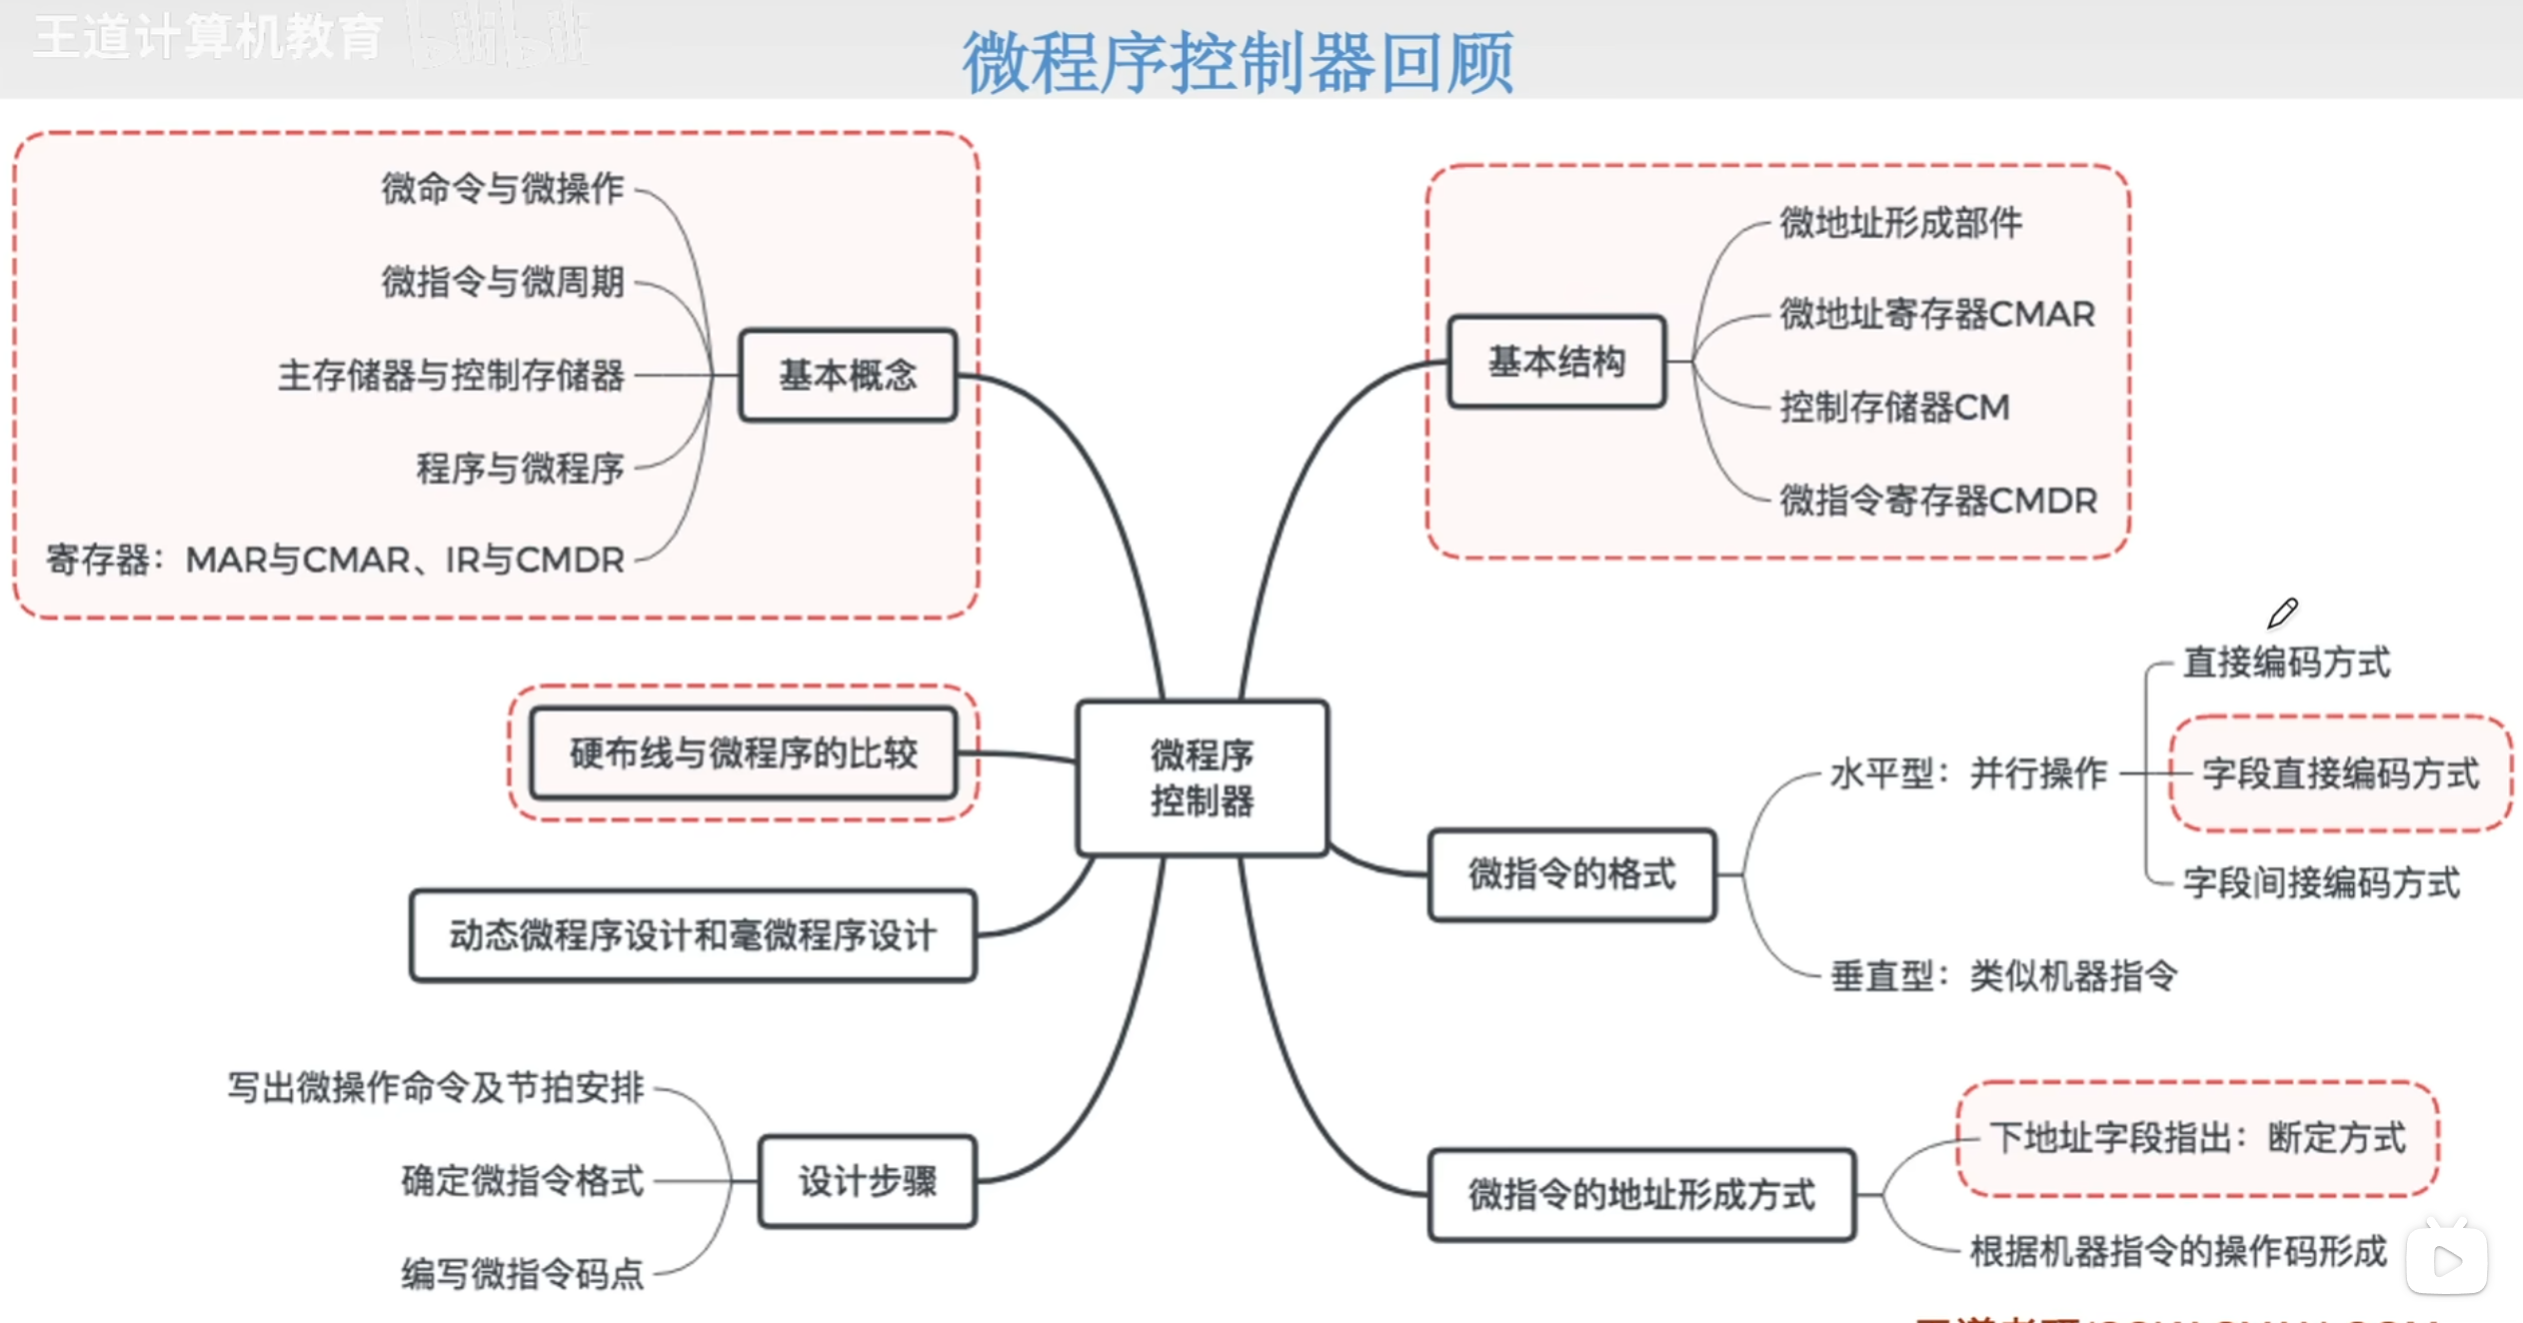 王道计算机教育 bilibili
微程序控制器回顾
微命令与微操作
微指令与微周期
主存储器与控制存储器
程序与微程序
寄存器：MAR与CMAR、IR与CMDR
基本概念
硬布线与微程序的比较
动态微程序设计和毫微程序设计
写出微操作命令及节拍安排
确定微指令格式
编写微指令码点
设计步骤
微程序
控制器
基本结构
微地址形成部件
微地址寄存器CMAR
控制存储器CM
微指令寄存器CMDR
微指令的格式
水平型：并行操作
直接编码方式
字段直接编码方式
字段间接编码方式
垂直型：类似机器指令
微指令的地址形成方式
下地址字段指出：断定方式
根据机器指令的操作码形成